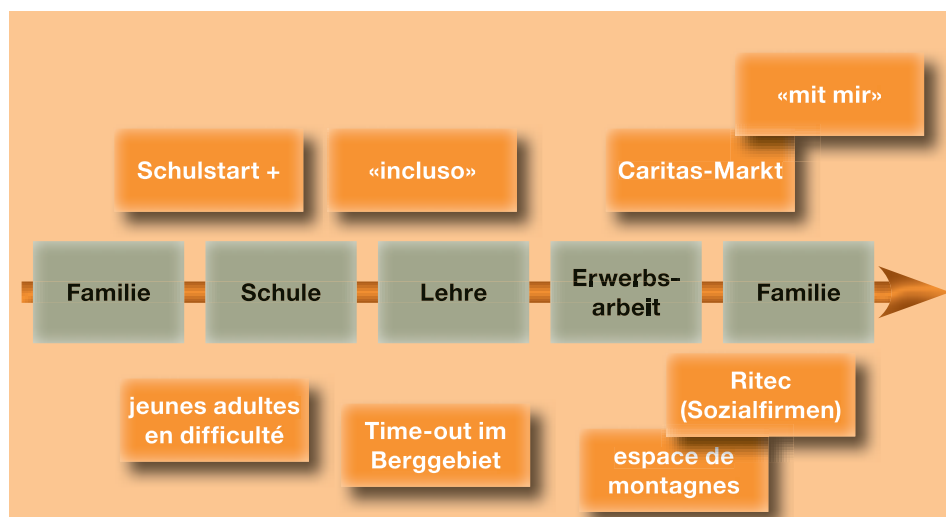 «mit mir»
Schulstart +
«incluso»
Caritas-Markt
Familie
Schule
Lehre
Erwerbs-
arbeit
Familie
jeunes adultes
en difficulté
Time-out im
Berggebiet
Ritec
(Sozialfirmen)
espace de
montagnes